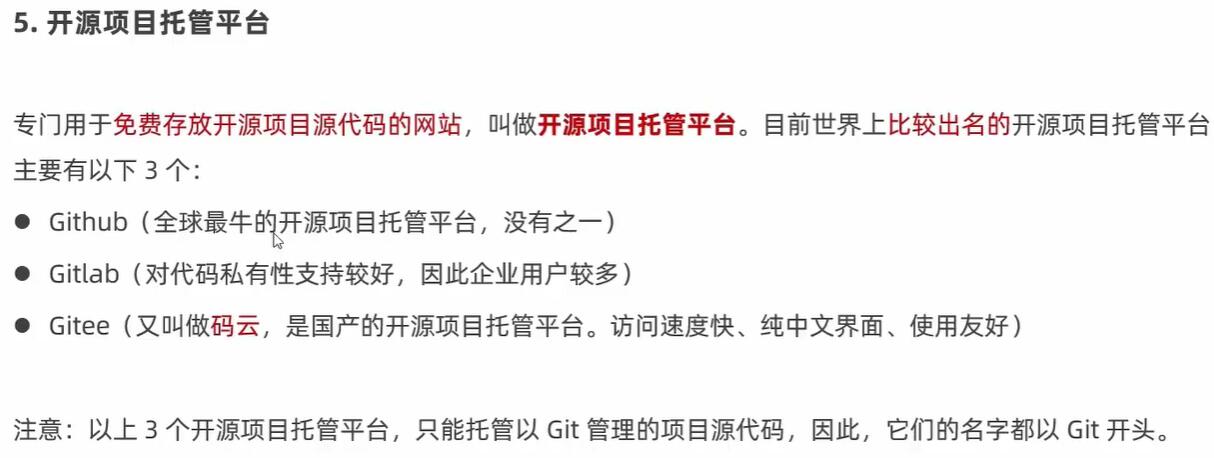 5. 开源项目托管平台
专门用于免费存放开源项目源代码的网站，叫做开源项目托管平台。目前世界上比较出名的开源项目托管平台
主要有以下 3 个：
● Github（全球最牛的开源项目托管平台，没有之一）
● Gitlab（对代码私有性支持较好，因此企业用户较多）
● Gitee（又叫做码云，是国产的开源项目托管平台。访问速度快、纯中文界面、使用友好）
注意：以上 3 个开源项目托管平台，只能托管以 Git 管理的项目源代码，因此，它们的名字都以 Git 开头。